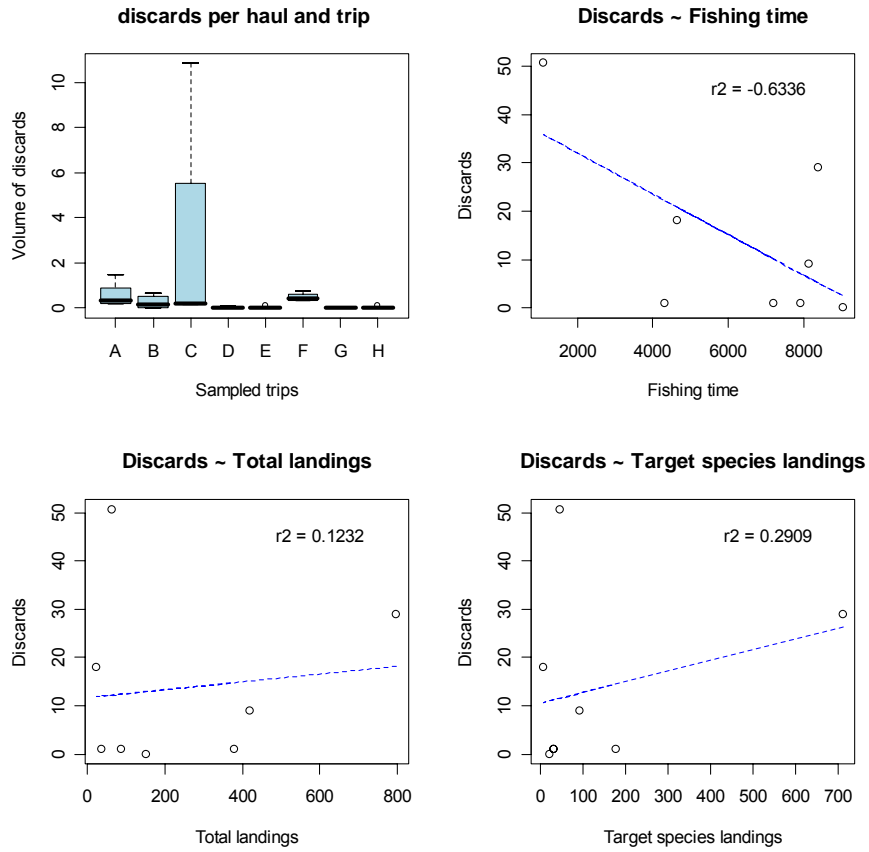 discards per haul and trip
Volume of discards
0 2 4 6 8 10
A B C D E F G H
Sampled trips
Discards ~ Fishing time
r2 = -0.6336
Discards
0 10 20 30 40 50
2000 4000 6000 8000
Fishing time
Discards ~ Total landings
r2 = 0.1232
Discards
0 10 20 30 40 50
0 200 400 600 800
Total landings
Discards ~ Target species landings
r2 = 0.2909
Discards
0 10 20 30 40 50
0 100 200 300 400 500 600 700
Target species landings